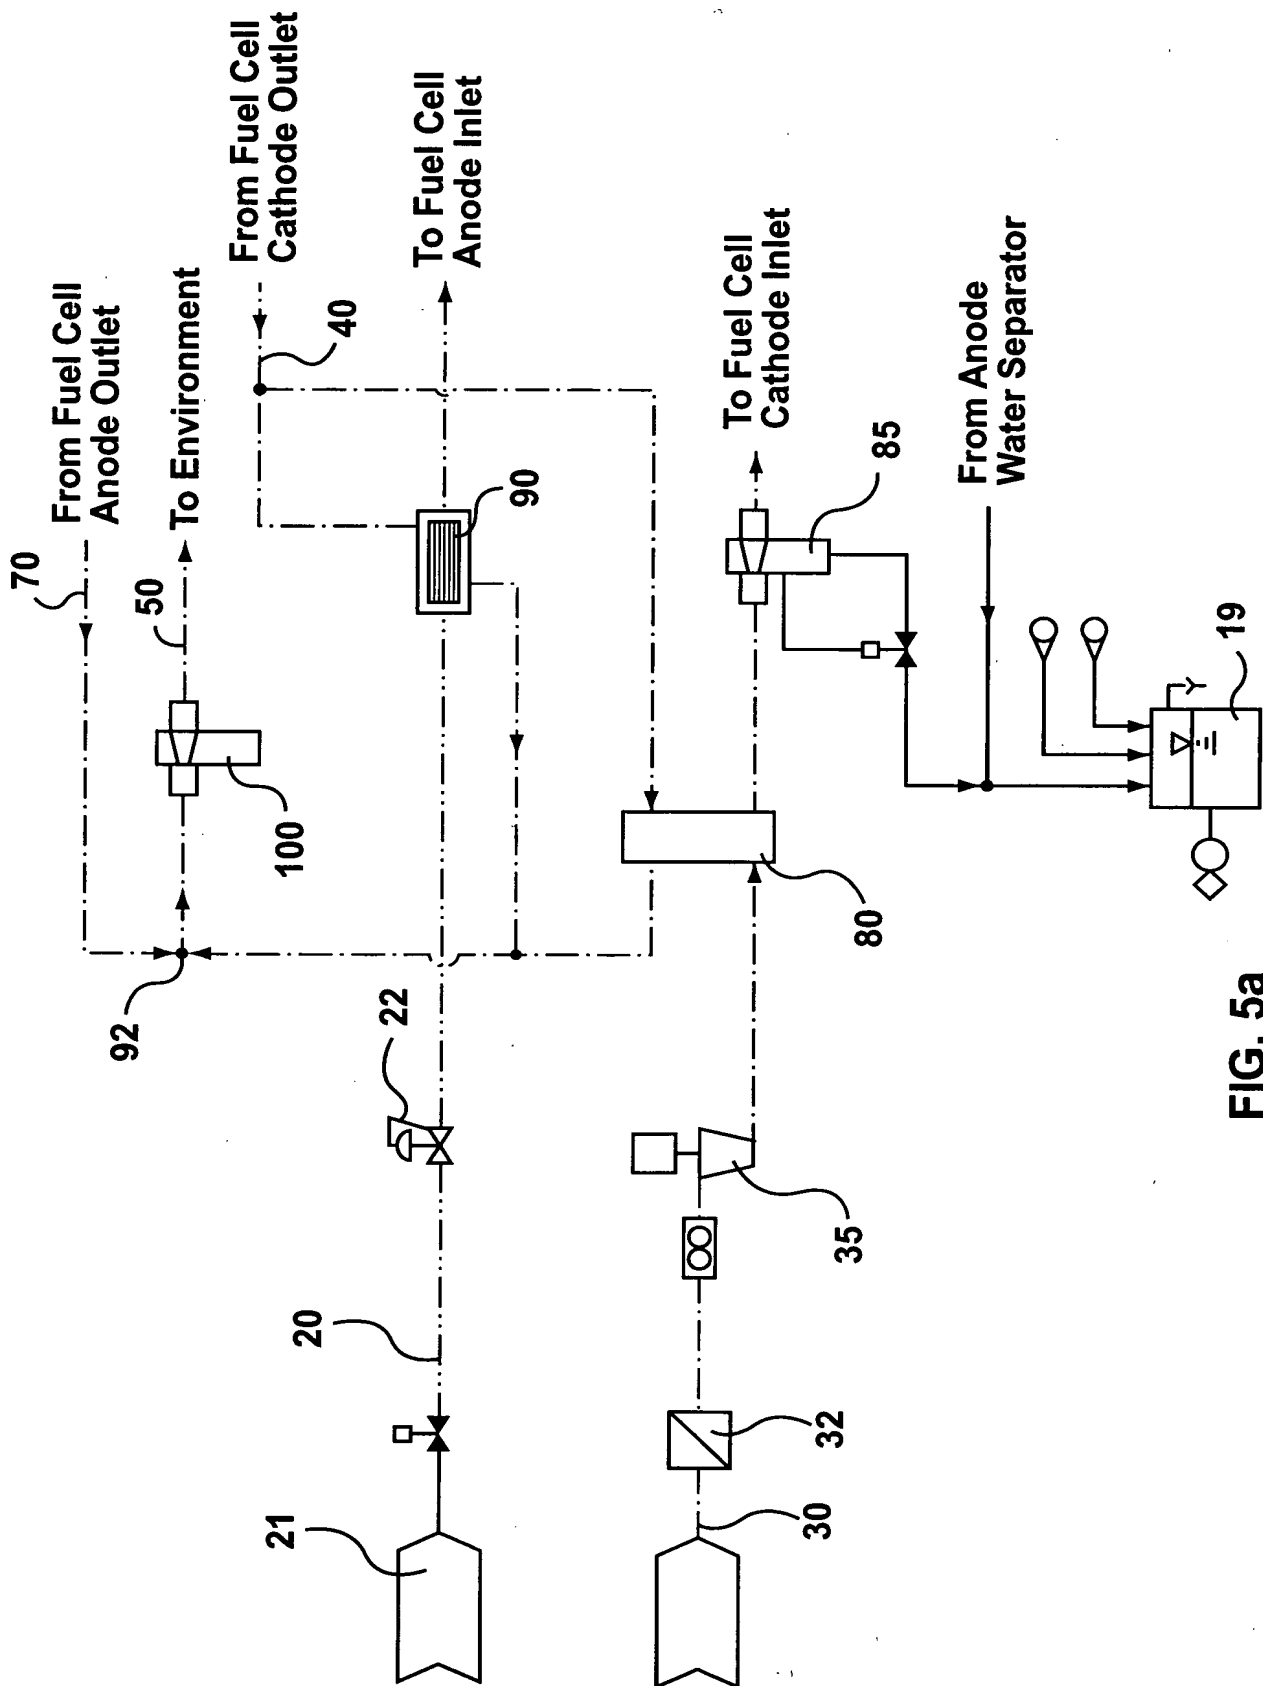 From Fuel Cell
Anode Outlet
70
To Environment
50
100
92
From Fuel Cell
Cathode Outlet
40
To Fuel Cell
Anode Inlet
90
22
20
21
To Fuel Cell
Cathode Inlet
85
80
35
32
30
From Anode
Water Separator
19
FIG. 5a